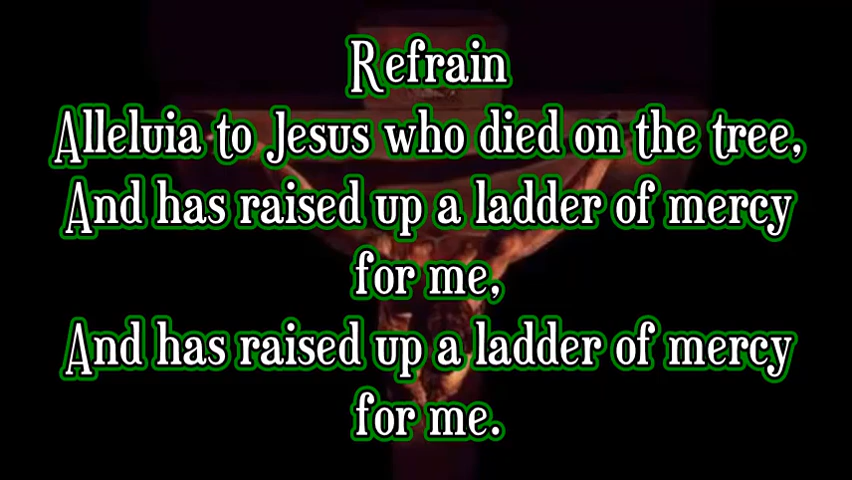 Refrain
Alleluia to Jesus who died on the tree,
And has raised up a ladder of mercy
for me,
And has raised up a ladder of mercy
for me.